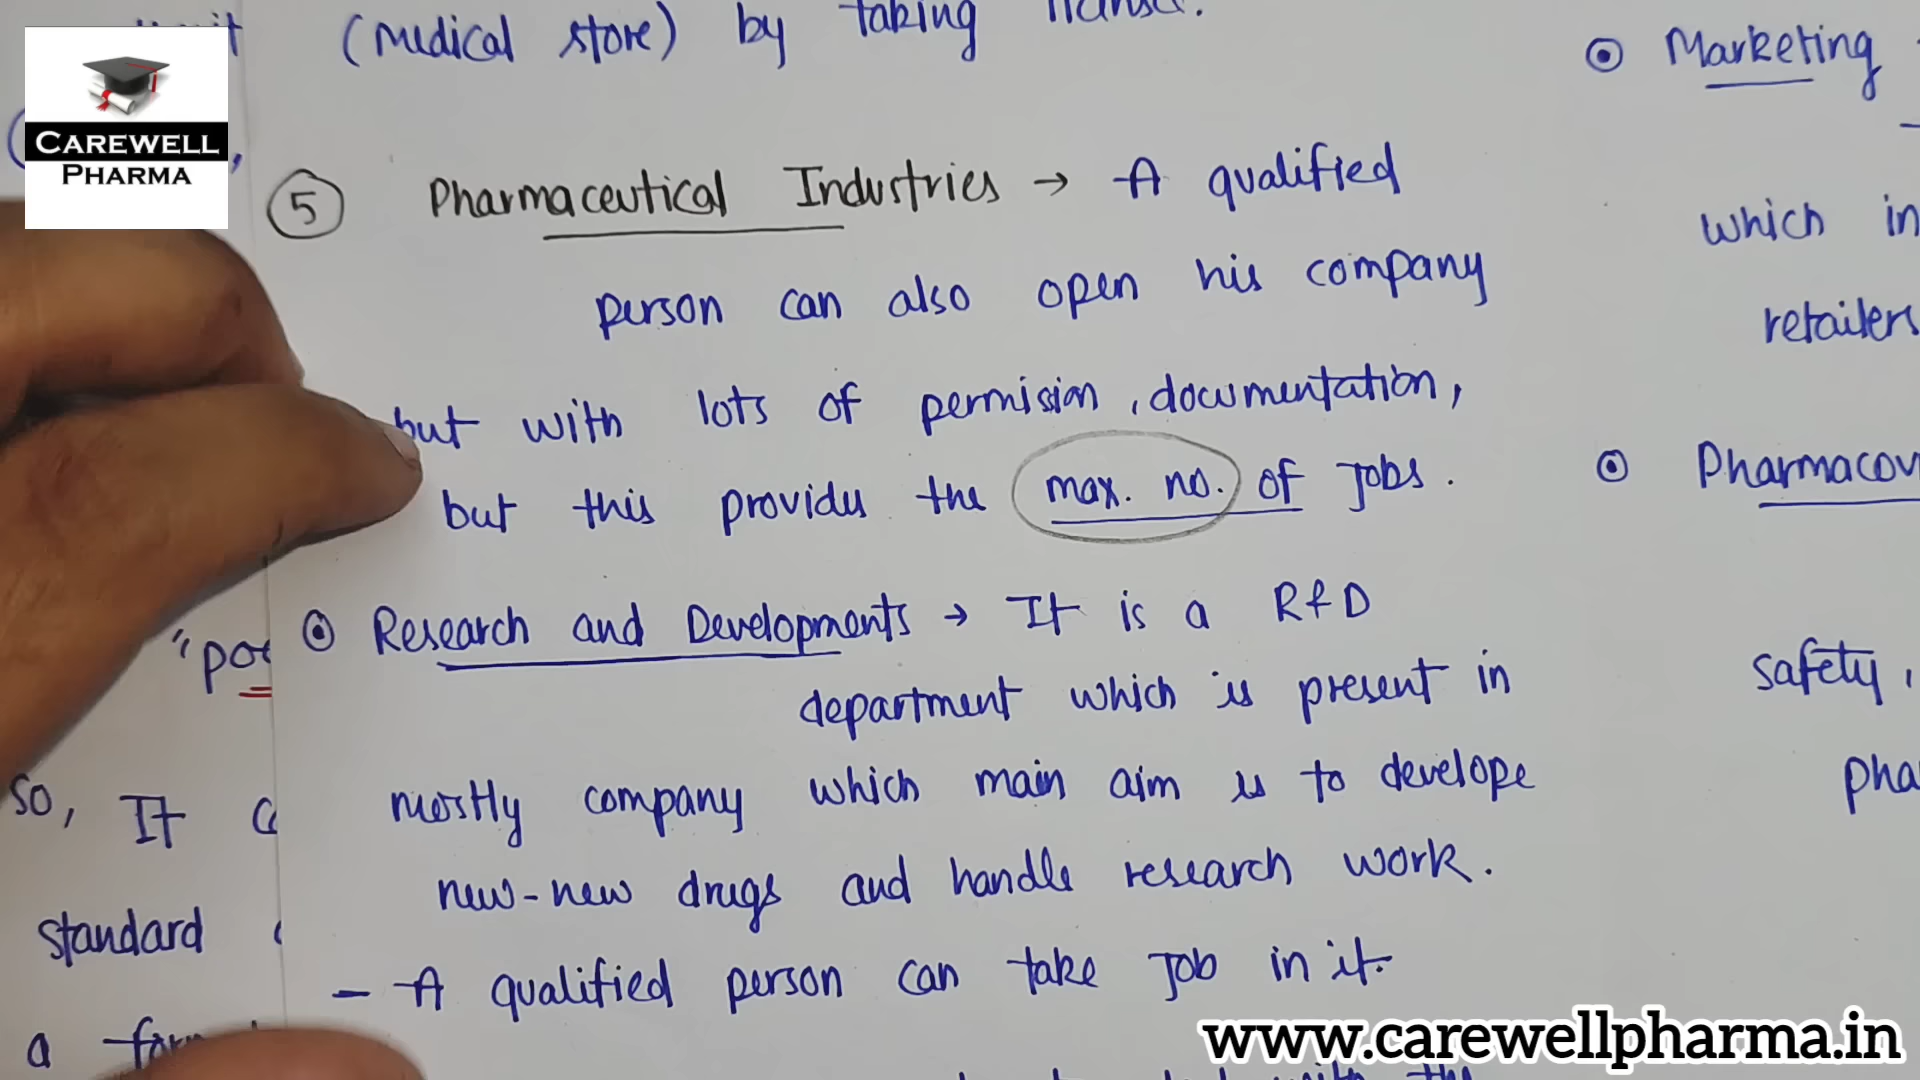 (medical store) by taking
CAREWELL
PHARMA
5 Pharmaceutical Industries → A qualified
person can also open his company
but with lots of permision, documentation,
but this provides the max. no. of Jobs.
⊙ Research and Developments → It is a R&D
department which is present in
mostly company which main aim is to develope
new-new drugs and handle research work.
- A qualified person can take Job in it.
with the
so, It
standard
a
⊙ Marketing
which in
retailers
⊙ Pharmacov
safety,
pha
www.carewellpharma.in